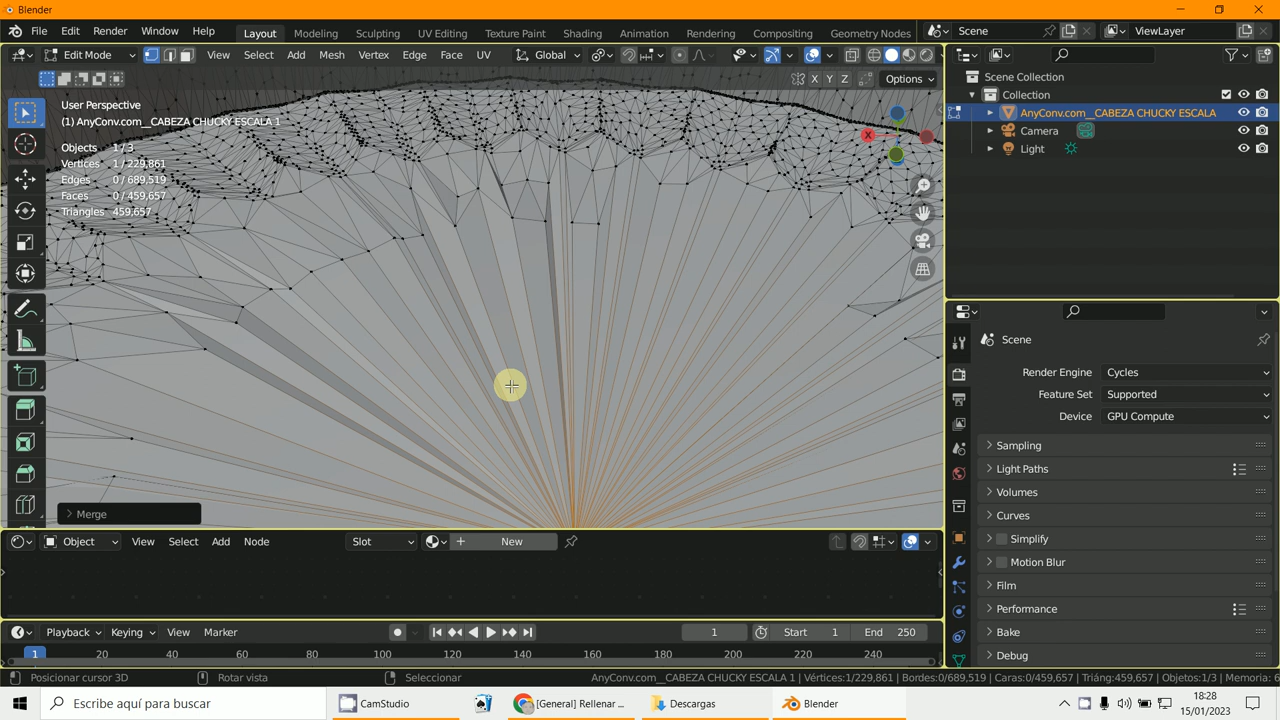 Blender
File Edit Render Window Help
Layout Modeling Sculpting UV Editing Texture Paint Shading Animation Rendering Compositing Geometry Nodes
Scene
ViewLayer
Edit Mode View Select Add Mesh Vertex Edge Face UV Global
X Y Z Options
User Perspective
(1) AnyConv.com__CABEZA CHUCKY ESCALA 1
Objects 1 / 3
Vertices 1 / 229,861
Edges 0 / 689,519
Faces 0 / 459,657
Triangles 459,657
X
Merge
Object View Select Add Node Slot New
Playback Keying View Marker 1 Start 1 End 250
1 20 40 60 80 100 120 140 160 180 200 220 240
Scene Collection
Collection
AnyConv.com__CABEZA CHUCKY ESCALA
Camera
Light
Scene
Render Engine Cycles
Feature Set Supported
Device GPU Compute
Sampling
Light Paths
Volumes
Curves
Simplify
Motion Blur
Film
Performance
Bake
Debug
Posicionar cursor 3D Rotar vista Seleccionar AnyConv.com__CABEZA CHUCKY ESCALA 1 | Vértices:1/229,861 | Bordes:0/689,519 | Caras:0/459,657 | Triáng:459,657 | Objetos:1/3 | Memoria: 6
Escribe aquí para buscar CamStudio [General] Rellenar ... Descargas Blender
18:28
15/01/2023